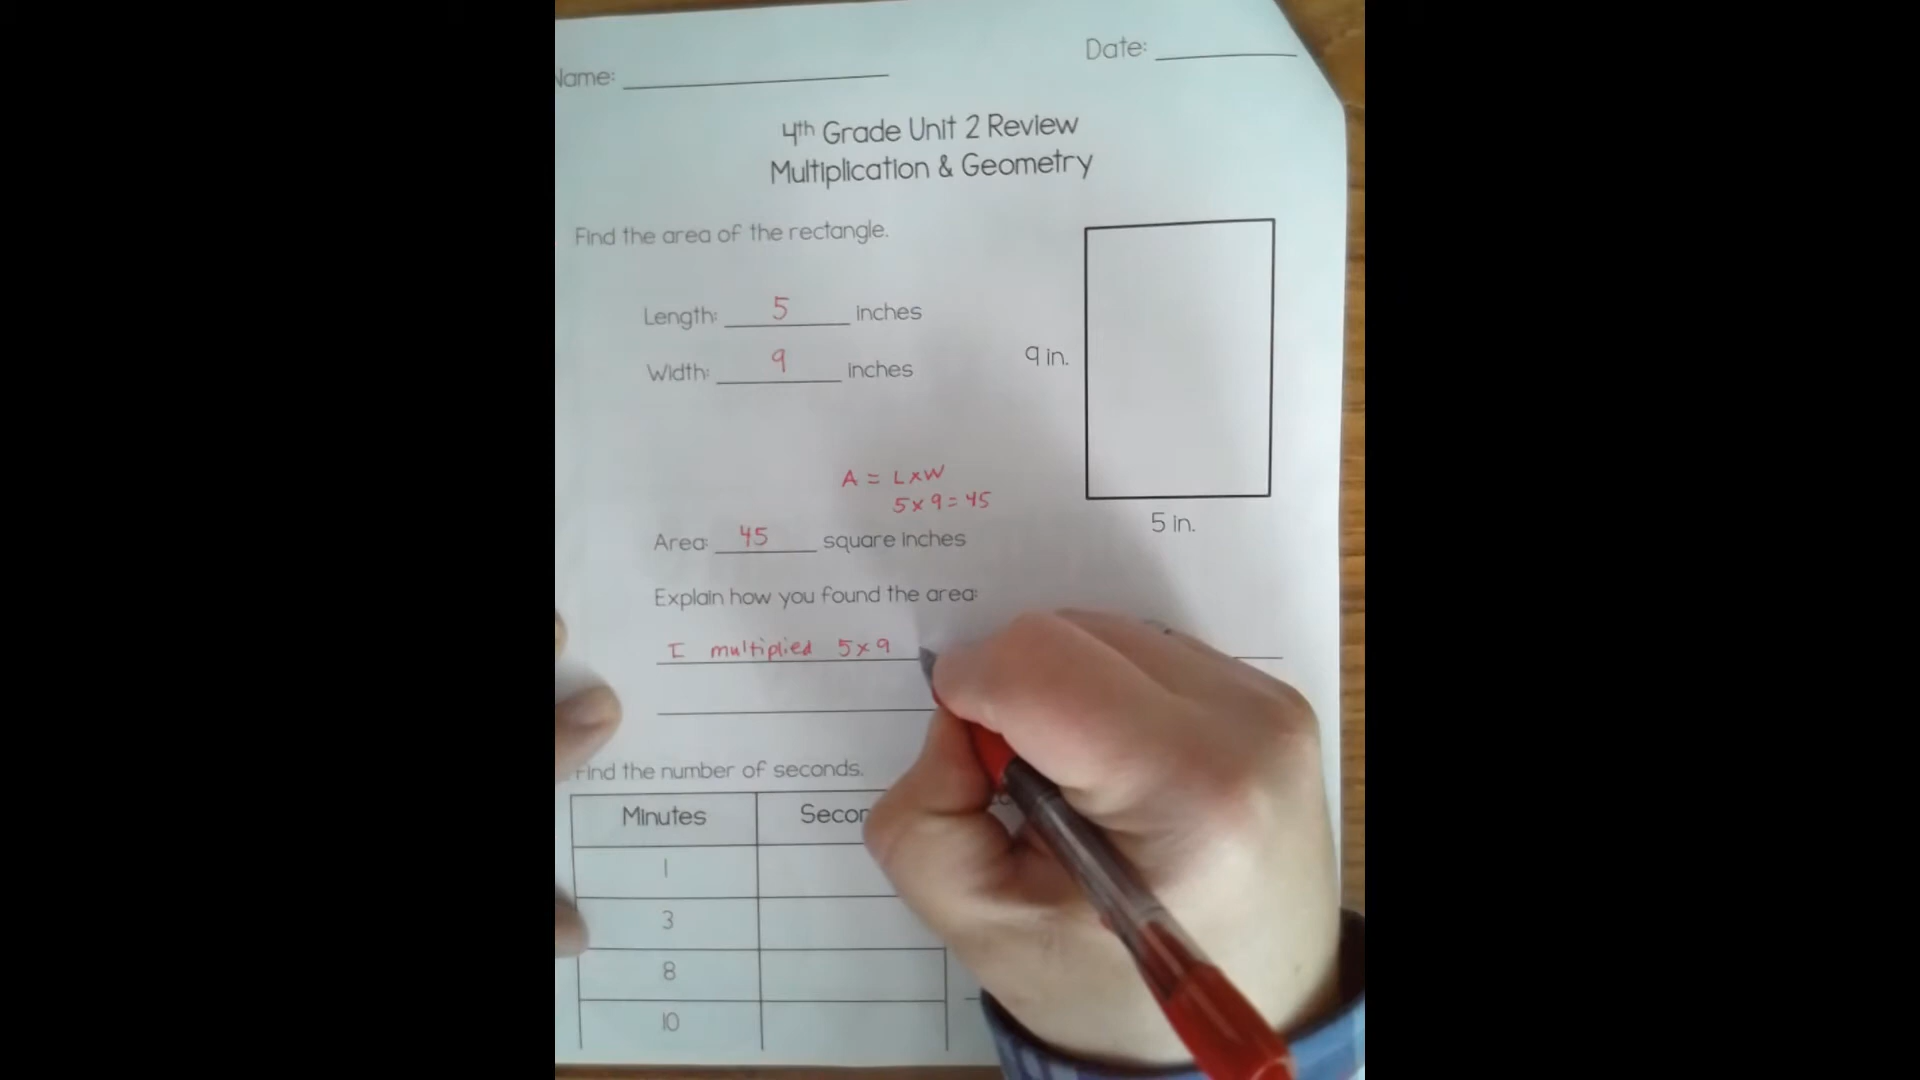 Name:
Date:
4th Grade Unit 2 Review
Multiplication & Geometry
Find the area of the rectangle.
Length: 5 inches
Width: 9 inches
9 in.
A = L x W
5 x 9 = 45
5 in.
Area: 45 square inches
Explain how you found the area:
I multiplied 5 x 9
Find the number of seconds.
Minutes
1
3
8
10